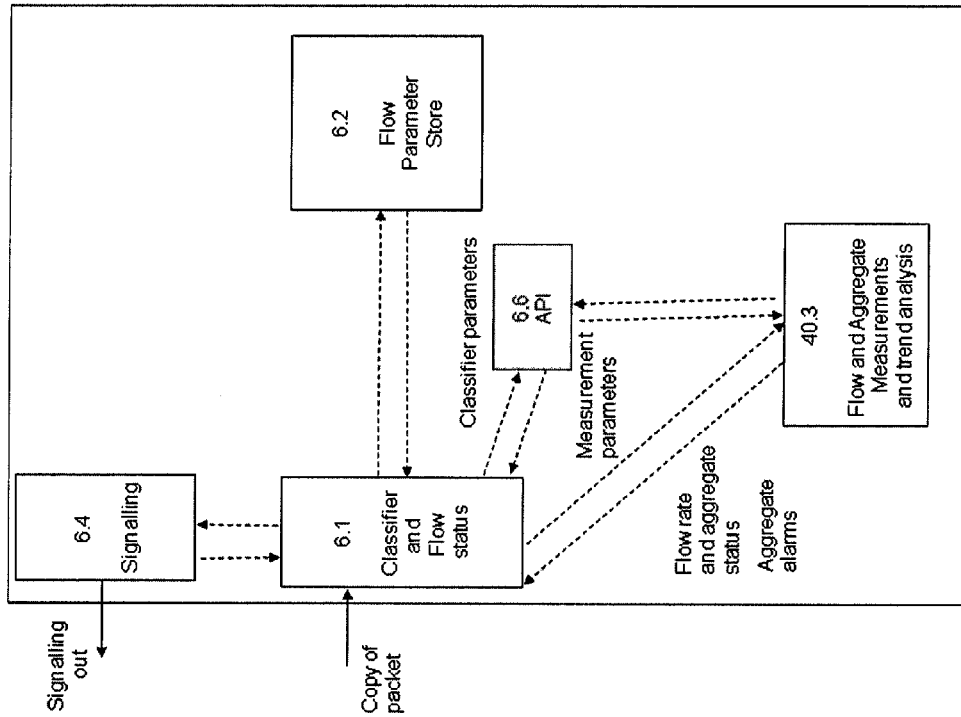 Signalling
out
6.4
Signalling
Copy of
packet
6.1
Classifier
and
Flow
status
6.2
Flow
Parameter
Store
Classifier parameters
6.6
API
Measurement
parameters
Flow rate
and aggregate
status
Aggregate
alarms
40.3
Flow and Aggregate
Measurements
and trend analysis